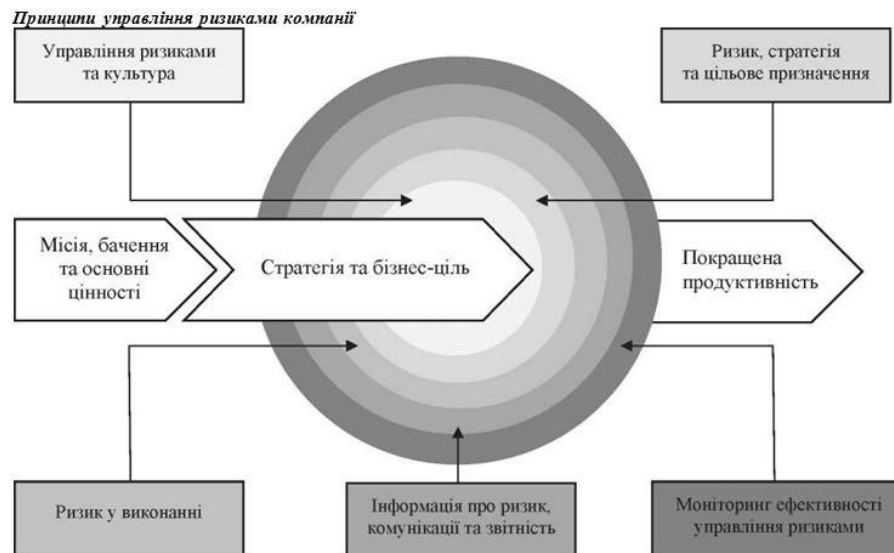 Принципи управління ризиками компанії
Управління ризиками
та культура
Ризик, стратегія
та цільове призначення
Місія, бачення
та основні
цінності
Стратегія та бізнес-ціль
Покращена
продуктивність
Ризик у виконанні
Інформація про ризик,
комунікації та звітність
Моніторинг ефективності
управління ризиками